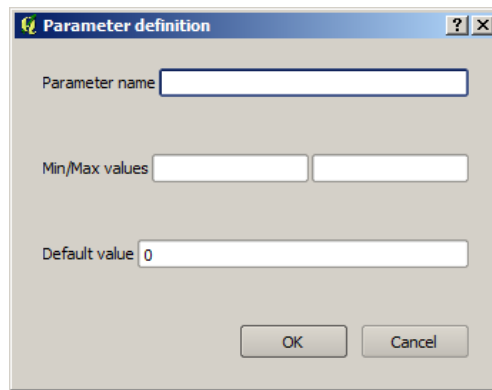 Parameter definition
Parameter name
Min/Max values
Default value 0
OK Cancel